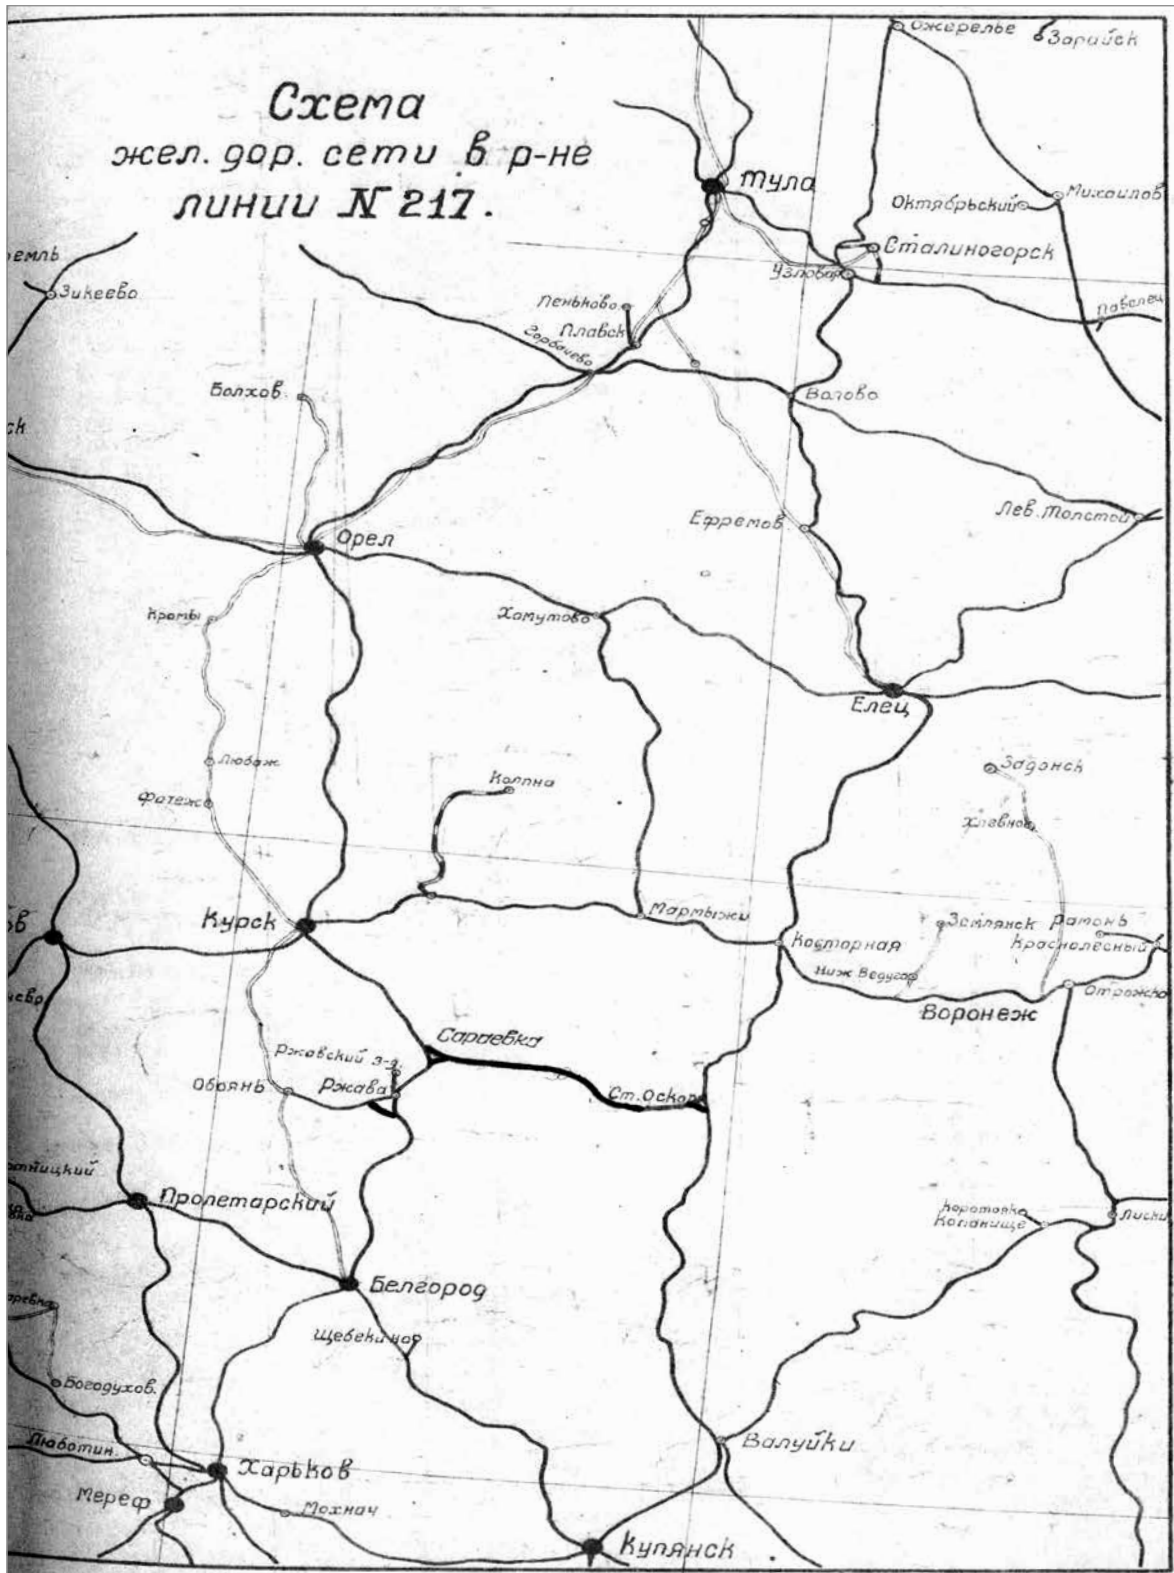 Схема
жел. дор. сети в р-не
линии № 217.
Ожерелье
Зарайск
Тула
Октябрьский
Михайлов
Сталиногорск
Узловая
Зикеево
Пеньково
Плавск
Павелец
Горбачево
Болхов.
Волово
Орел
Ефремов.
Лев. Толстой
Кромы
Хомутово
Елец
Любаж
Колпна
Задонск
Фатеж
Хлевное
Курск
Мармыжи
Землянск
Рамонь
Касторная
Краснолесный
Ниж. Ведуга
Отрожка
Воронеж
Сараевка
Ржавский з-д.
Обоянь
Ржава
Ст. Оскол
Пролетарский
Коротояк
Копанище
Лиски
Белгород
Щебекино
Богодухов.
Люботин.
Валуйки
Харьков
Мереф
Мохнач
Купянск